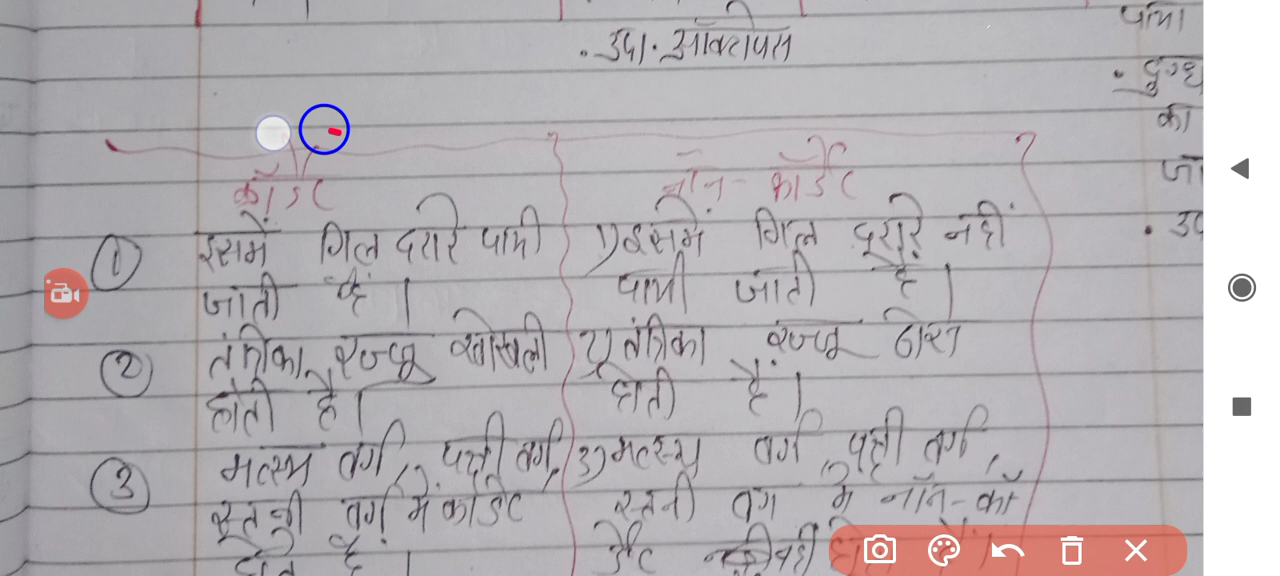 . उदा. ऑक्टोपस
कॉर्डेट
नॉन-कॉर्डेट
① इसमें गिल दरारे पायी
जाती हैं।
② तंत्रिका रज्जू खोखली
होती है।
③ मत्स्य वर्ग, पक्षी वर्ग,
स्तनी वर्ग में कॉर्डेट
होते हैं।
1) इसमें गिल दरारे नहीं
पायी जाती है।
2) तंत्रिका रज्जू ठोस
होती है।
3) मत्स्य वर्ग, पक्षी वर्ग,
स्तनी वर्ग में नॉन-कॉ
र्डेट नहीं
• दुग्ध
का
जा